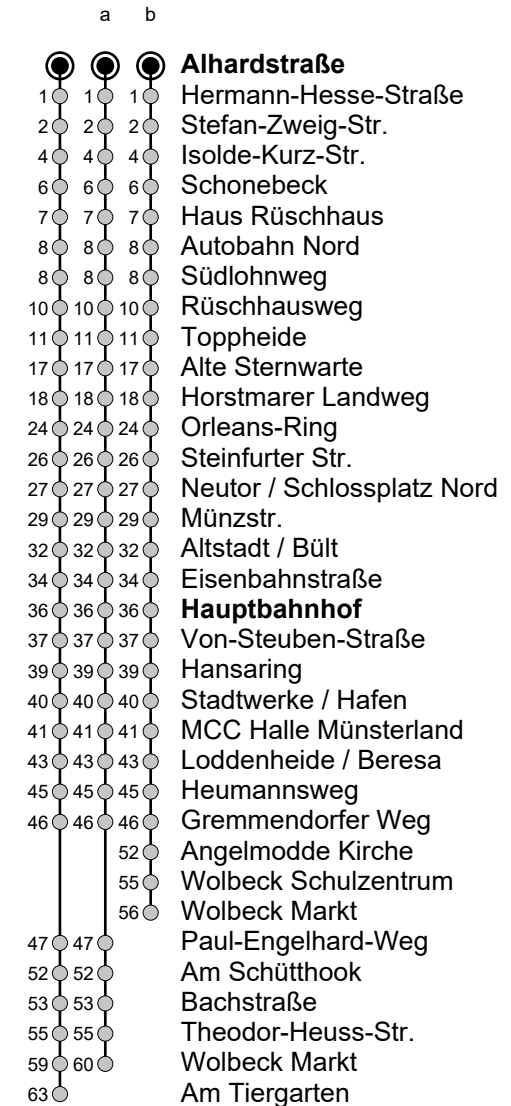 a b
Alhardstraße
1 1 1 Hermann-Hesse-Straße
2 2 2 Stefan-Zweig-Str.
4 4 4 Isolde-Kurz-Str.
6 6 6 Schonebeck
7 7 7 Haus Rüschhaus
8 8 8 Autobahn Nord
8 8 8 Südlohnweg
10 10 10 Rüschhausweg
11 11 11 Toppheide
17 17 17 Alte Sternwarte
18 18 18 Horstmarer Landweg
24 24 24 Orleans-Ring
26 26 26 Steinfurter Str.
27 27 27 Neutor / Schlossplatz Nord
29 29 29 Münzstr.
32 32 32 Altstadt / Bült
34 34 34 Eisenbahnstraße
36 36 36 Hauptbahnhof
37 37 37 Von-Steuben-Straße
39 39 39 Hansaring
40 40 40 Stadtwerke / Hafen
41 41 41 MCC Halle Münsterland
43 43 43 Loddenheide / Beresa
45 45 45 Heumannsweg
46 46 46 Gremmendorfer Weg
52 Angelmodde Kirche
55 Wolbeck Schulzentrum
56 Wolbeck Markt
47 47 Paul-Engelhard-Weg
52 52 Am Schütthook
53 53 Bachstraße
55 55 Theodor-Heuss-Str.
59 60 Wolbeck Markt
63 Am Tiergarten